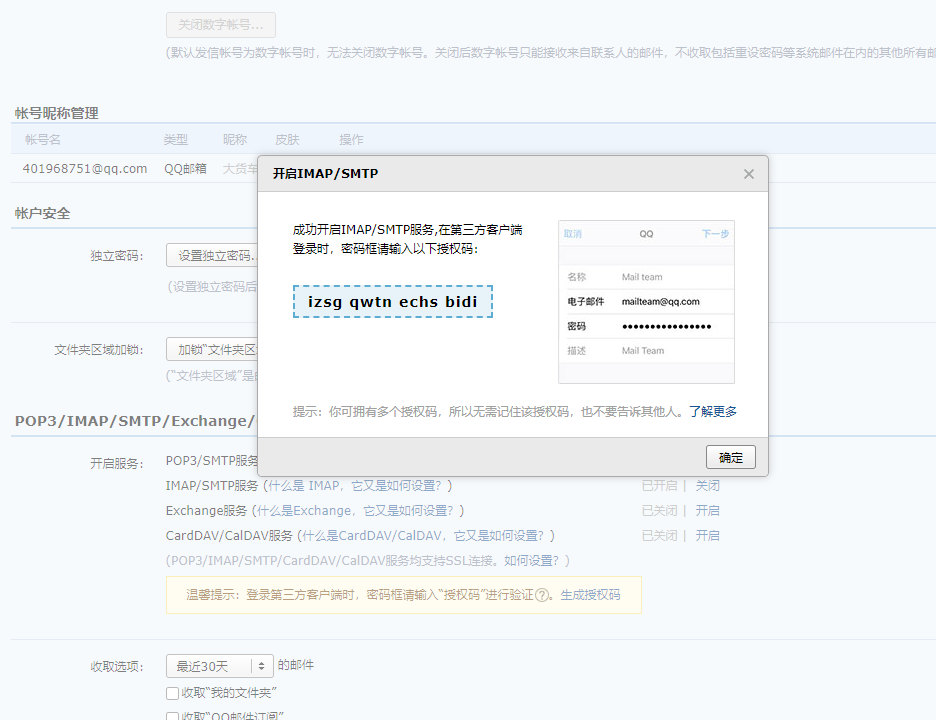 关闭数字帐号...
(默认发信帐号为数字帐号时，无法关闭数字帐号。关闭后数字帐号只能接收来自联系人的邮件，不收取包括重设密码等系统邮件在内的其他所有邮
帐号昵称管理
帐号名 类型 昵称 皮肤 操作
401968751@qq.com QQ邮箱 大货车
开启IMAP/SMTP ×
帐户安全
成功开启IMAP/SMTP服务,在第三方客户端
登录时，密码框请输入以下授权码：
izsg qwtn echs bidi
取消 QQ 下一步
名称 Mail team
电子邮件 mailteam@qq.com
密码 ●●●●●●●●●●●●●●●●
描述 Mail Team
提示：你可拥有多个授权码，所以无需记住该授权码，也不要告诉其他人。了解更多
确定
独立密码： 设置独立密码..
(设置独立密码后
文件夹区域加锁： 加锁“文件夹区
(“文件夹区域”是
POP3/IMAP/SMTP/Exchange/
开启服务： POP3/SMTP服务
IMAP/SMTP服务 (什么是 IMAP，它又是如何设置？) 已开启 | 关闭
Exchange服务 (什么是Exchange，它又是如何设置？) 已关闭 | 开启
CardDAV/CalDAV服务 (什么是CardDAV/CalDAV，它又是如何设置？) 已关闭 | 开启
(POP3/IMAP/SMTP/CardDAV/CalDAV服务均支持SSL连接。如何设置？)
温馨提示：登录第三方客户端时，密码框请输入“授权码”进行验证?。生成授权码
收取选项： 最近30天 的邮件
收取“我的文件夹”
收取“QQ邮件订阅”